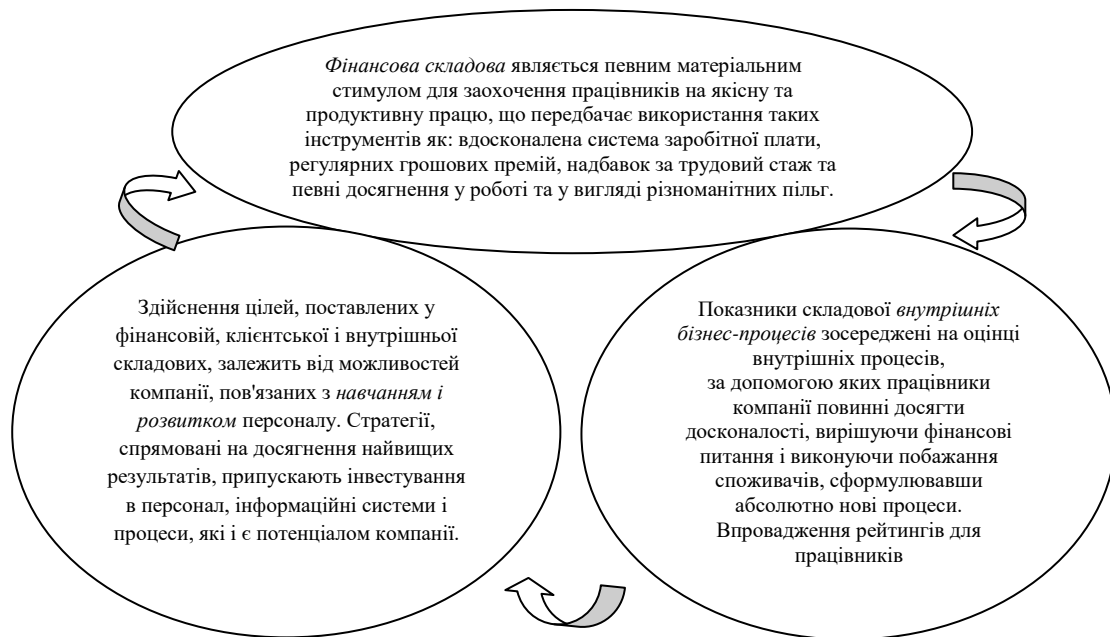 Фінансова складова являється певним матеріальним
стимулом для заохочення працівників на якісну та
продуктивну працю, що передбачає використання таких
інструментів як: вдосконалена система заробітної плати,
регулярних грошових премій, надбавок за трудовий стаж та
певні досягнення у роботі та у вигляді різноманітних пільг.
Здійснення цілей, поставлених у
фінансовій, клієнтської і внутрішньої
складових, залежить від можливостей
компанії, пов'язаних з навчанням і
розвитком персоналу. Стратегії,
спрямовані на досягнення найвищих
результатів, припускають інвестування
в персонал, інформаційні системи і
процеси, які і є потенціалом компанії.
Показники складової внутрішніх
бізнес-процесів зосереджені на оцінці
внутрішніх процесів,
за допомогою яких працівники
компанії повинні досягти
досконалості, вирішуючи фінансові
питання і виконуючи побажання
споживачів, сформулювавши
абсолютно нові процеси.
Впровадження рейтингів для
працівників